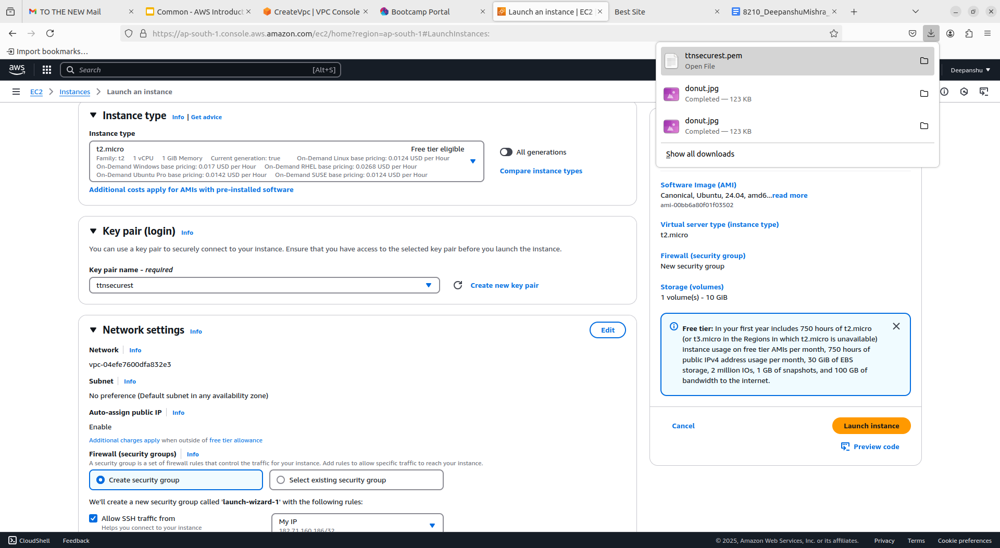 TO THE NEW Mail
Common - AWS Introduct
CreateVpc | VPC Console
Bootcamp Portal
Launch an instance | EC2
Best Site
8210_DeepanshuMishra_
https://ap-south-1.console.aws.amazon.com/ec2/home?region=ap-south-1#LaunchInstances:
Import bookmarks...
ttnsecurest.pem
Open File
donut.jpg
Completed — 123 KB
donut.jpg
Completed — 123 KB
Show all downloads
aws
Search
[Alt+S]
Deepanshu
EC2
Instances
Launch an instance
Instance type
Info | Get advice
Instance type
t2.micro
Free tier eligible
Family: t2 1 vCPU 1 GiB Memory Current generation: true On-Demand Linux base pricing: 0.0124 USD per Hour
On-Demand Windows base pricing: 0.017 USD per Hour On-Demand RHEL base pricing: 0.0268 USD per Hour
On-Demand Ubuntu Pro base pricing: 0.0142 USD per Hour On-Demand SUSE base pricing: 0.0124 USD per Hour
All generations
Compare instance types
Additional costs apply for AMIs with pre-installed software
Key pair (login)
Info
You can use a key pair to securely connect to your instance. Ensure that you have access to the selected key pair before you launch the instance.
Key pair name - required
ttnsecurest
Create new key pair
Network settings
Info
Edit
Network
Info
vpc-04efe7600dfa832e3
Subnet
Info
No preference (Default subnet in any availability zone)
Auto-assign public IP
Info
Enable
Additional charges apply when outside of free tier allowance
Firewall (security groups)
Info
A security group is a set of firewall rules that control the traffic for your instance. Add rules to allow specific traffic to reach your instance.
Create security group
Select existing security group
We'll create a new security group called 'launch-wizard-1' with the following rules:
Allow SSH traffic from
Helps you connect to your instance
My IP
182.71.160.186/32
Software Image (AMI)
Canonical, Ubuntu, 24.04, amd6...read more
ami-00bb6a80f01f03502
Virtual server type (instance type)
t2.micro
Firewall (security group)
New security group
Storage (volumes)
1 volume(s) - 10 GiB
Free tier: In your first year includes 750 hours of t2.micro
(or t3.micro in the Regions in which t2.micro is unavailable)
instance usage on free tier AMIs per month, 750 hours of
public IPv4 address usage per month, 30 GiB of EBS
storage, 2 million IOs, 1 GB of snapshots, and 100 GB of
bandwidth to the internet.
Cancel
Launch instance
Preview code
CloudShell
Feedback
© 2025, Amazon Web Services, Inc. or its affiliates.
Privacy
Terms
Cookie preferences